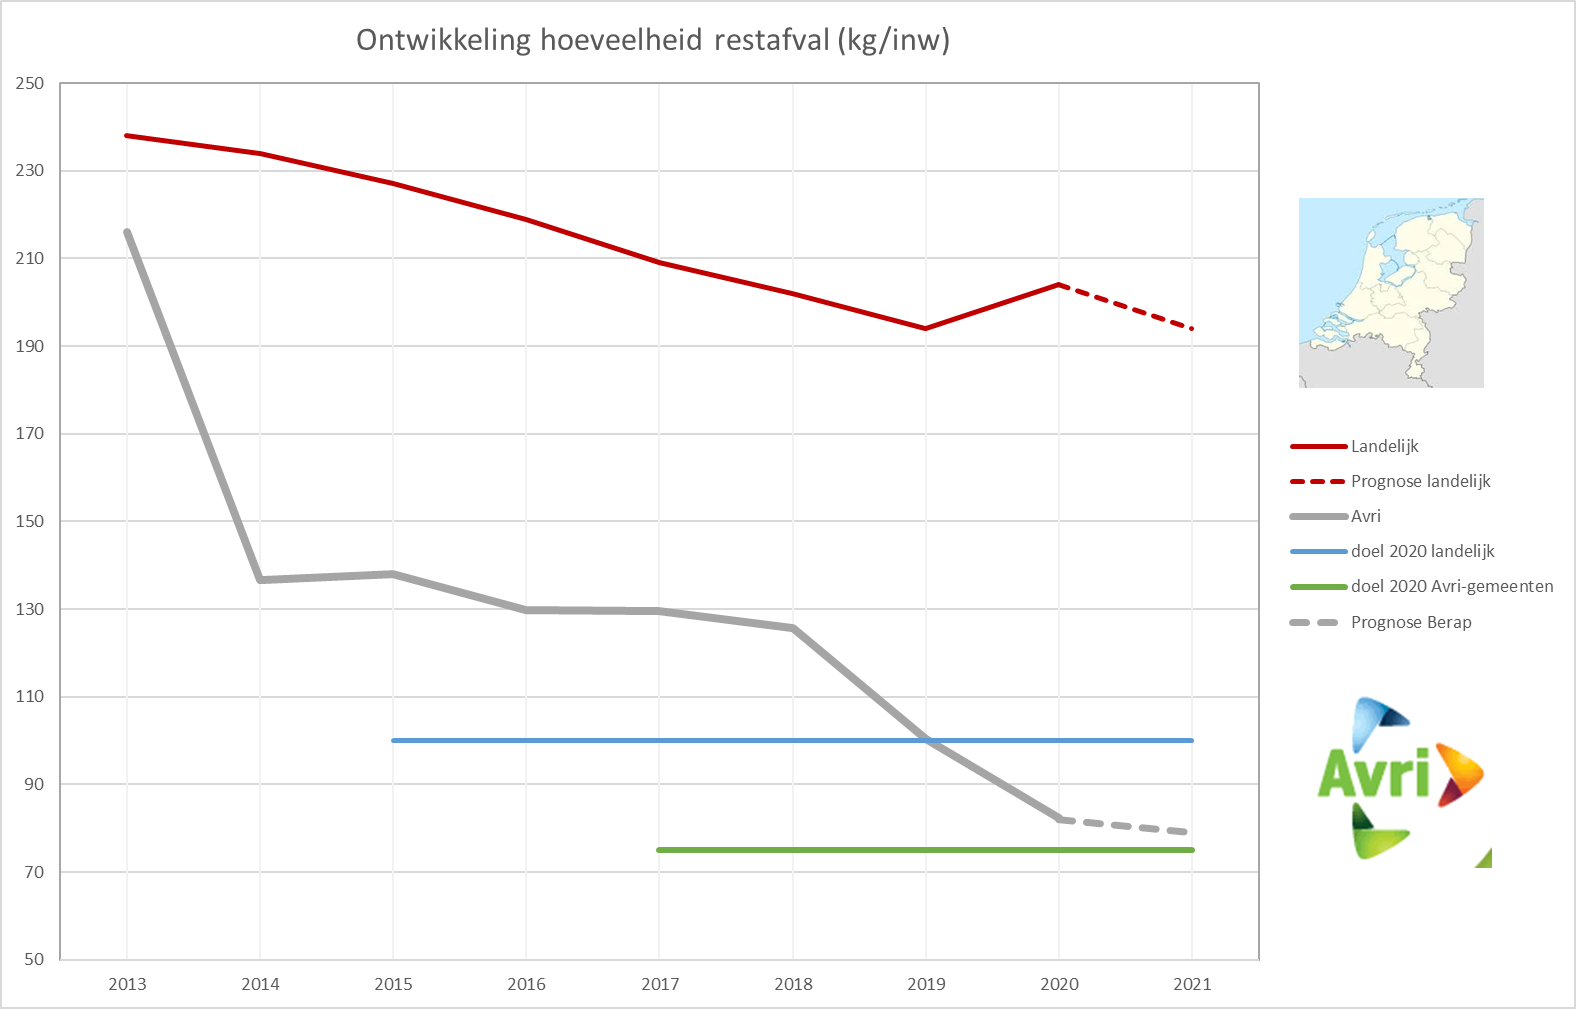 Ontwikkeling hoeveelheid restafval (kg/inw)
250
230
210
190
170
150
130
110
90
70
50
2013 2014 2015 2016 2017 2018 2019 2020 2021
Landelijk
Prognose landelijk
Avri
doel 2020 landelijk
doel 2020 Avri-gemeenten
Prognose Berap
Avri